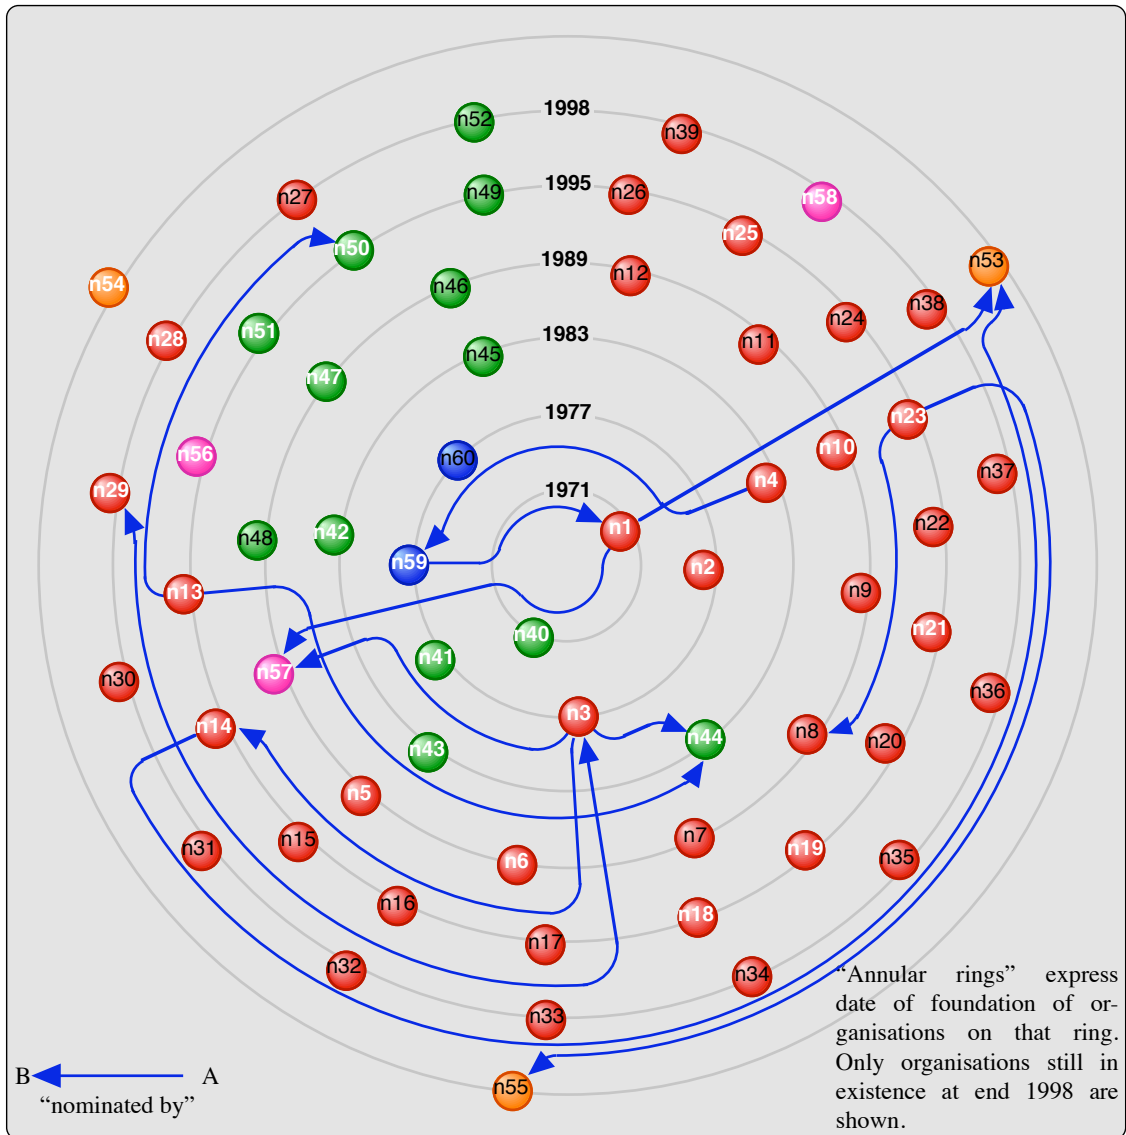 1998
n52
n39
1995
n27
n49
n26
n58
n25
n50
1989
n53
n12
n54
n46
n38
n24
n51
1983
n28
n11
n45
n47
1977
n23
n10
n56
n60
n37
n4
n29
1971
n1
n22
n42
n48
n59
n2
n13
n9
n40
n21
n41
n57
n30
n36
n3
n14
n8
n44
n20
n43
n5
n7
n15
n31
n19
n35
n6
n16
n18
n17
n32
n34
“Annular rings” express
date of foundation of or-
n33
ganisations on that ring.
Only organisations still in
B A
n55
existence at end 1998 are
“nominated by”
shown.